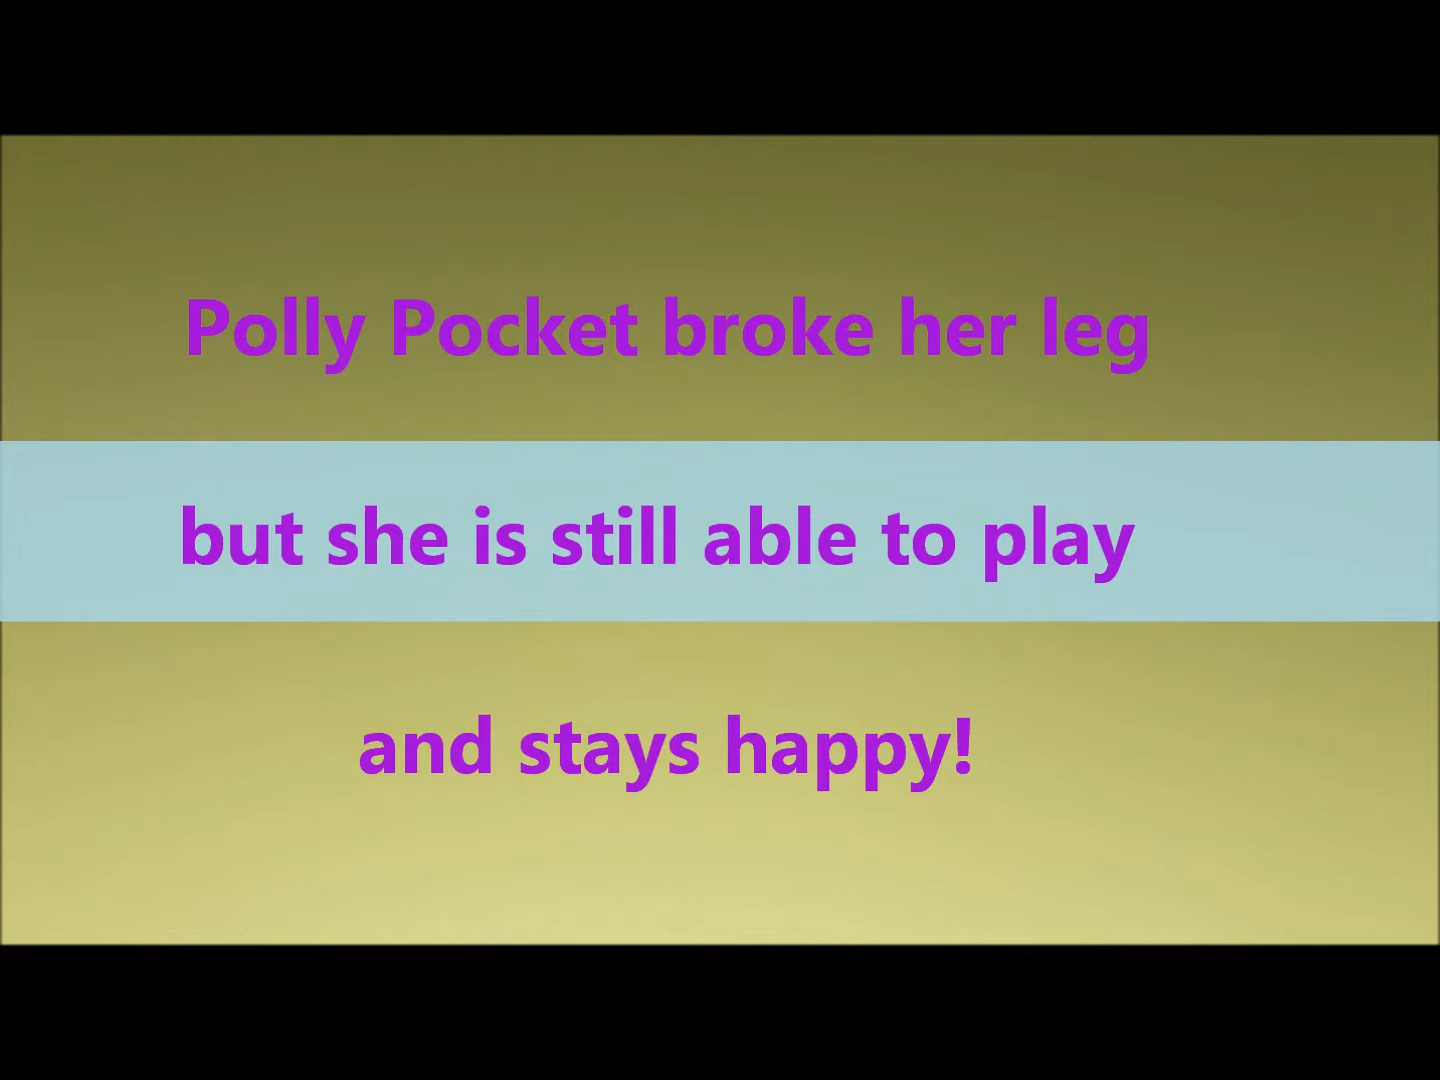 Polly Pocket broke her leg
but she is still able to play
and stays happy!